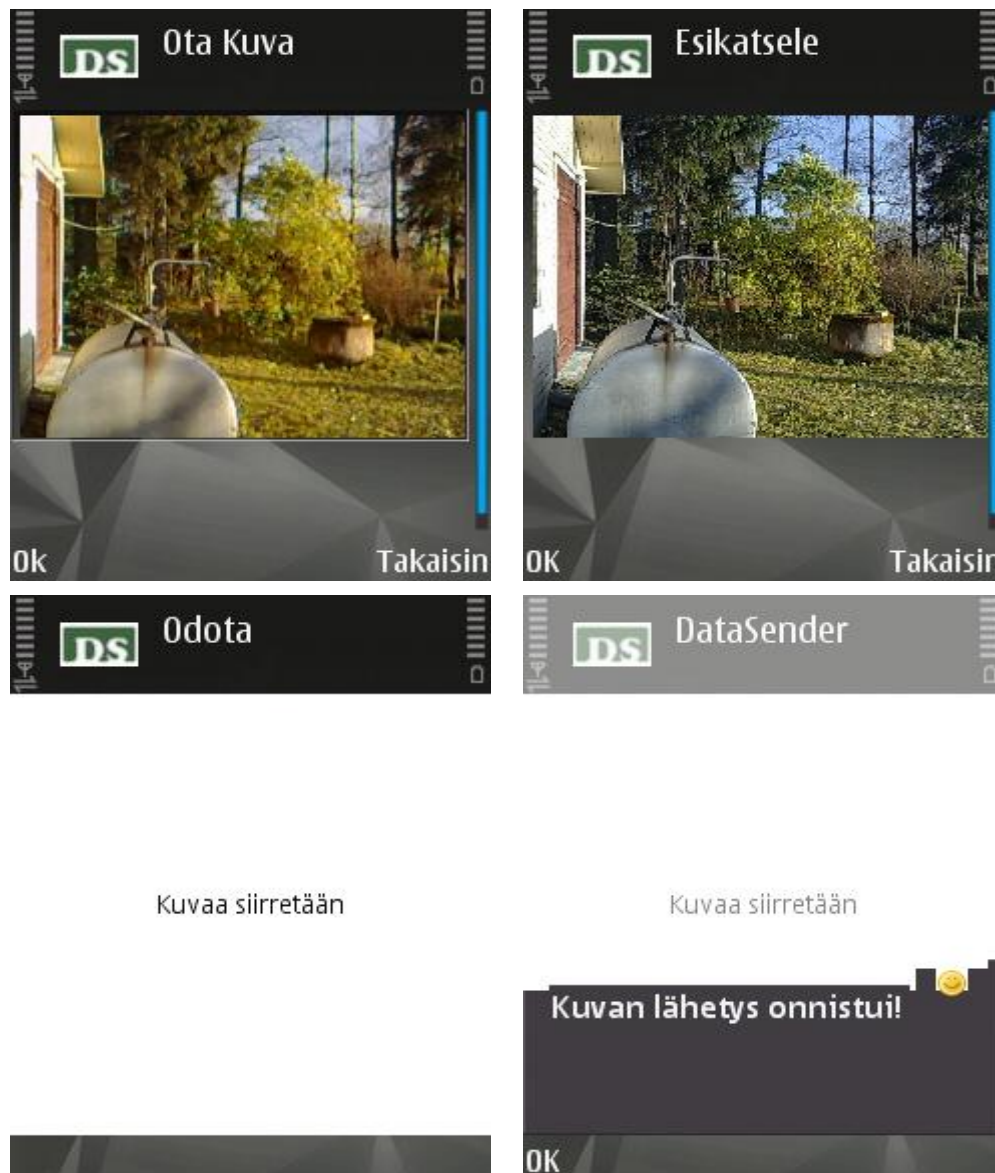 DS Ota Kuva
Ok Takaisin
DS Esikatsele
OK Takaisin
DS Odota
Kuvaa siirretään
DS DataSender
Kuvaa siirretään
Kuvan lähetys onnistui!
OK